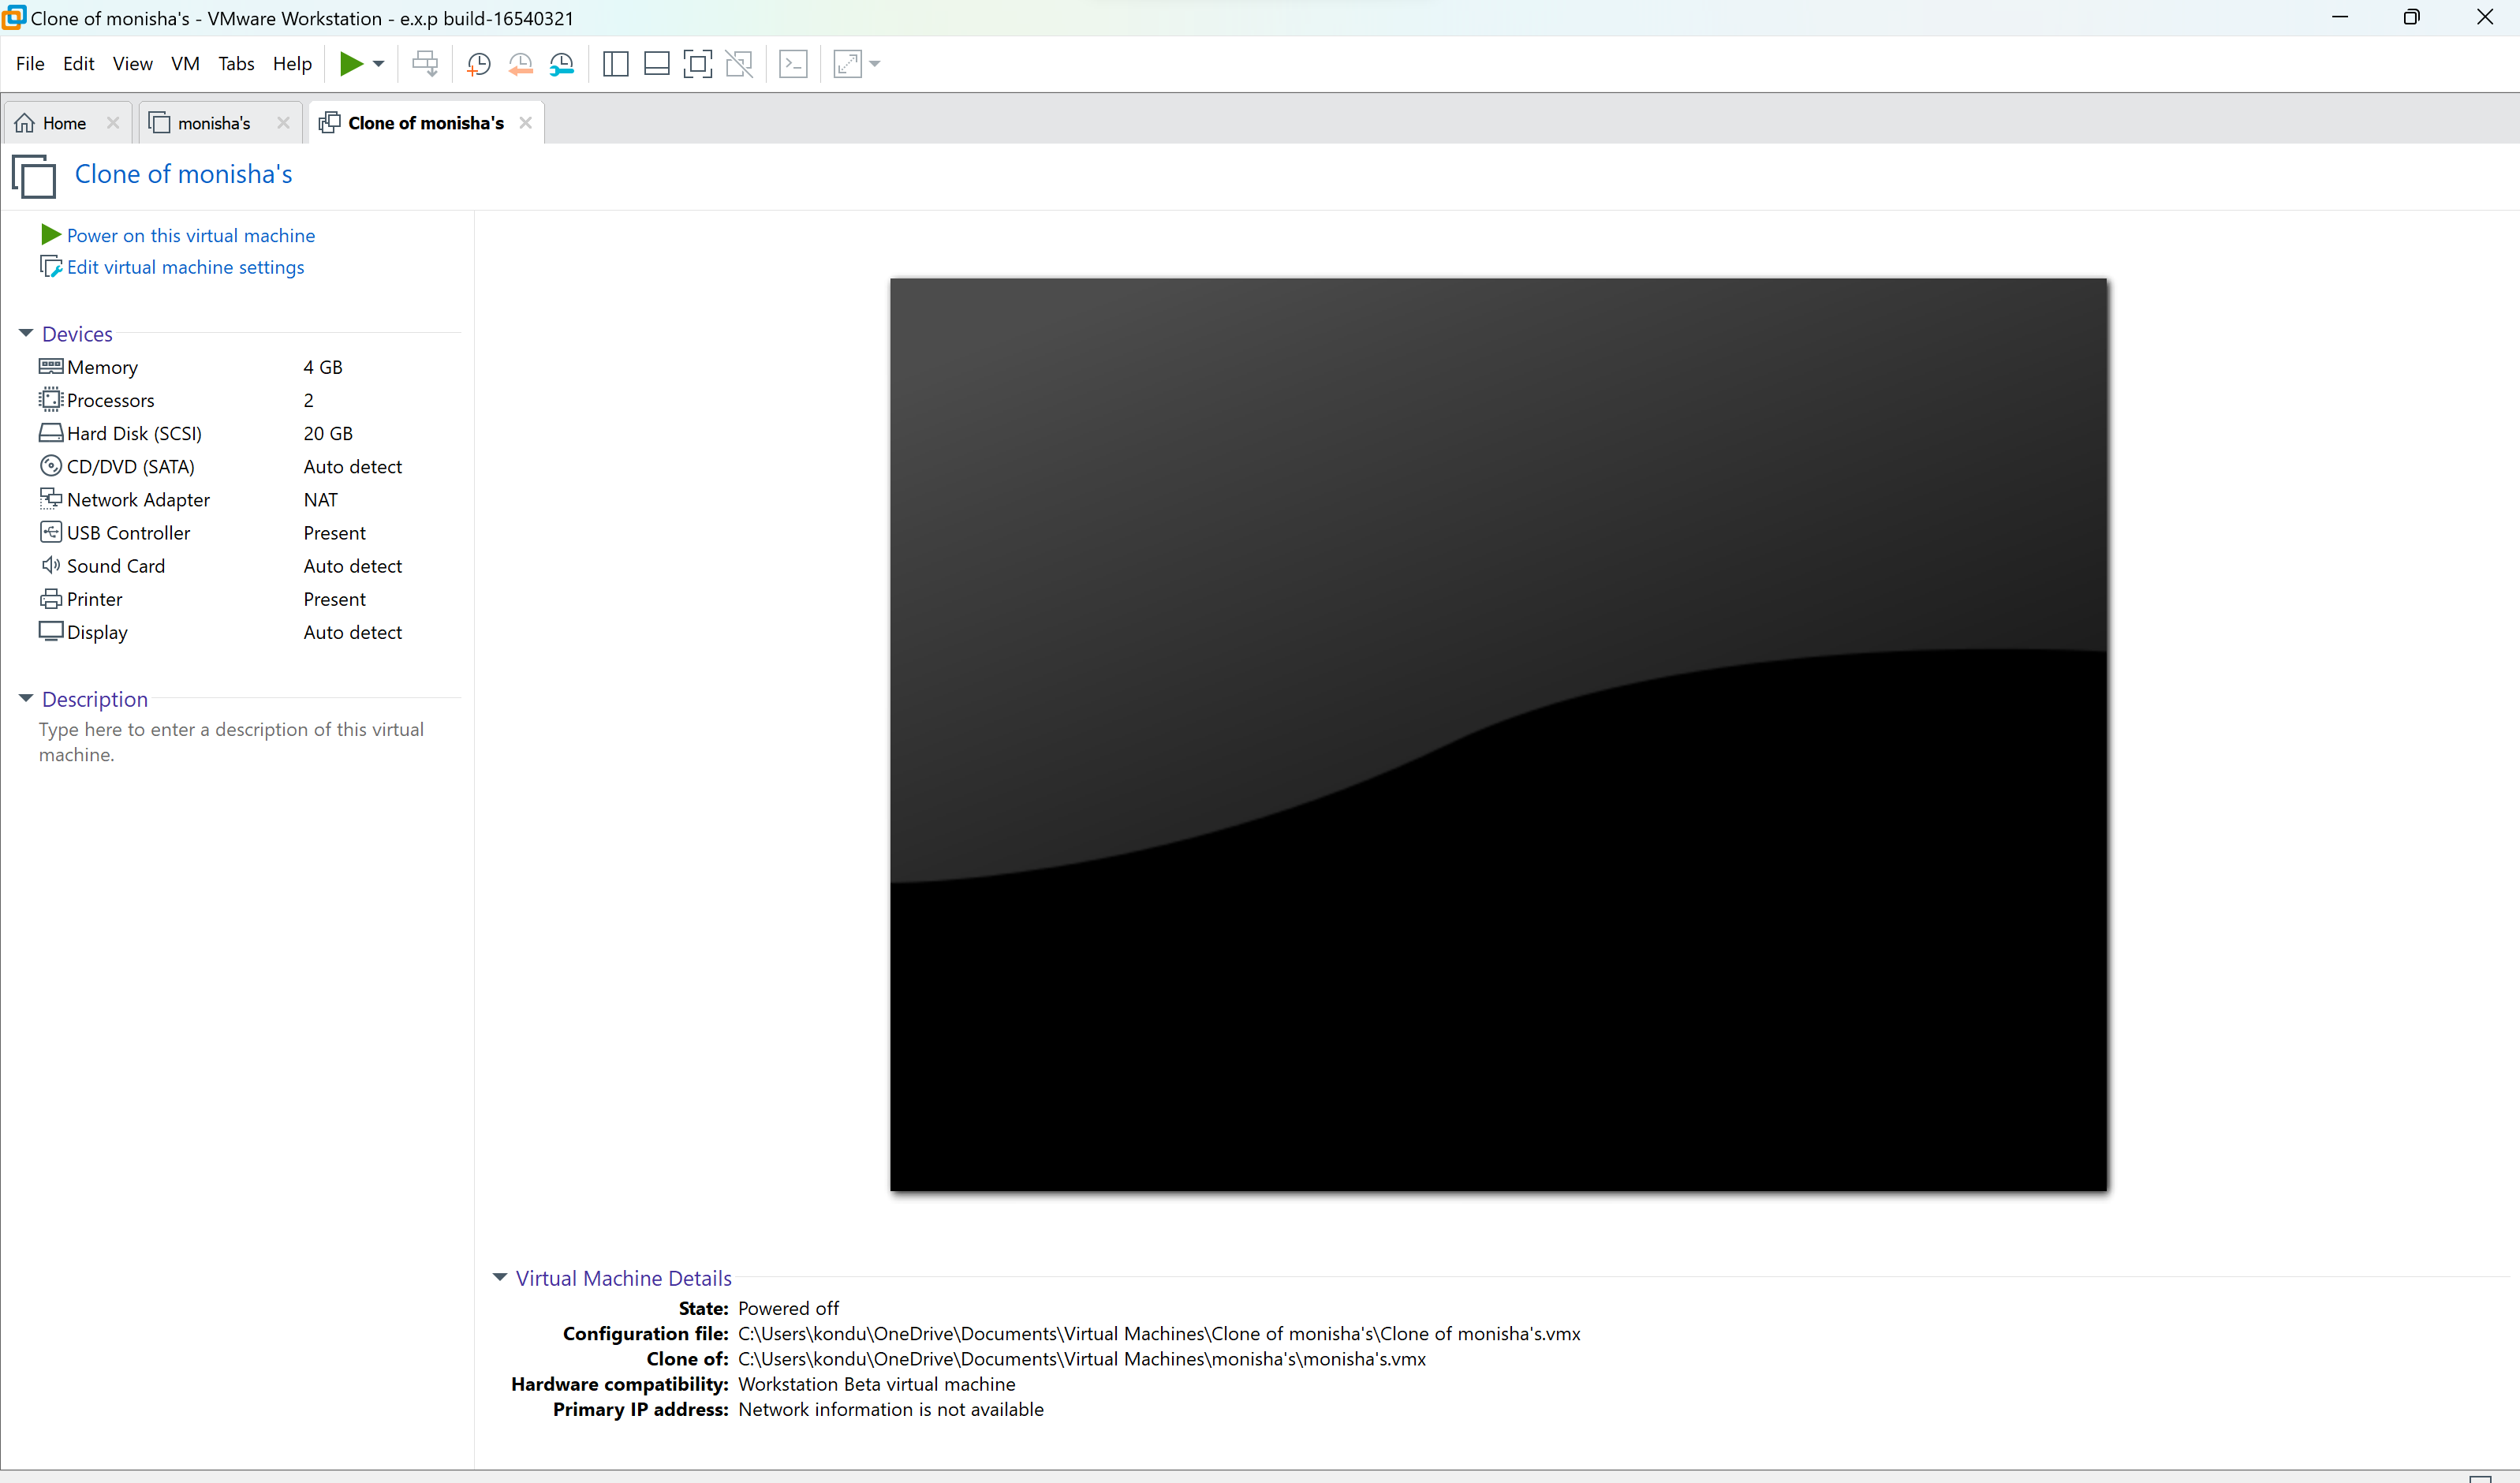 Clone of monisha's - VMware Workstation - e.x.p build-16540321
File Edit View VM Tabs Help
Home monisha's Clone of monisha's
Clone of monisha's
Power on this virtual machine
Edit virtual machine settings
Devices
Memory 4 GB
Processors 2
Hard Disk (SCSI) 20 GB
CD/DVD (SATA) Auto detect
Network Adapter NAT
USB Controller Present
Sound Card Auto detect
Printer Present
Display Auto detect
Description
Type here to enter a description of this virtual
machine.
Virtual Machine Details
State: Powered off
Configuration file: C:\Users\kondu\OneDrive\Documents\Virtual Machines\Clone of monisha's\Clone of monisha's.vmx
Clone of: C:\Users\kondu\OneDrive\Documents\Virtual Machines\monisha's\monisha's.vmx
Hardware compatibility: Workstation Beta virtual machine
Primary IP address: Network information is not available